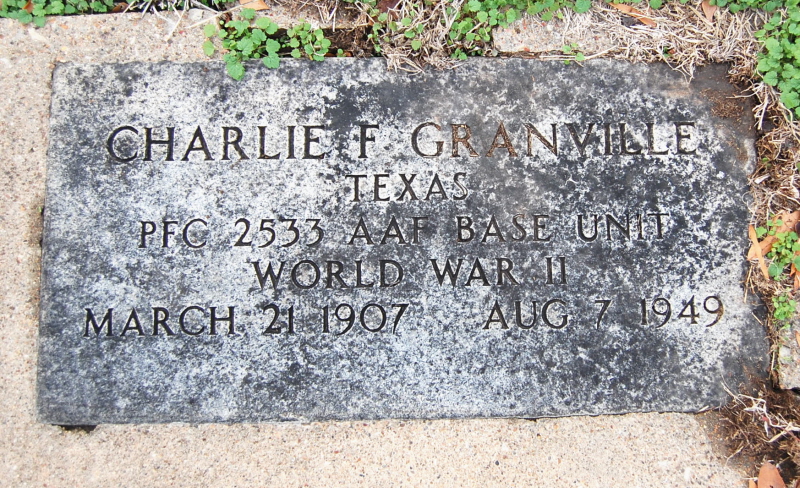 CHARLIE F GRANVILLE
TEXAS
PFC 2533 AAF BASE UNIT
WORLD WAR II
MARCH 21 1907 AUG 7 1949